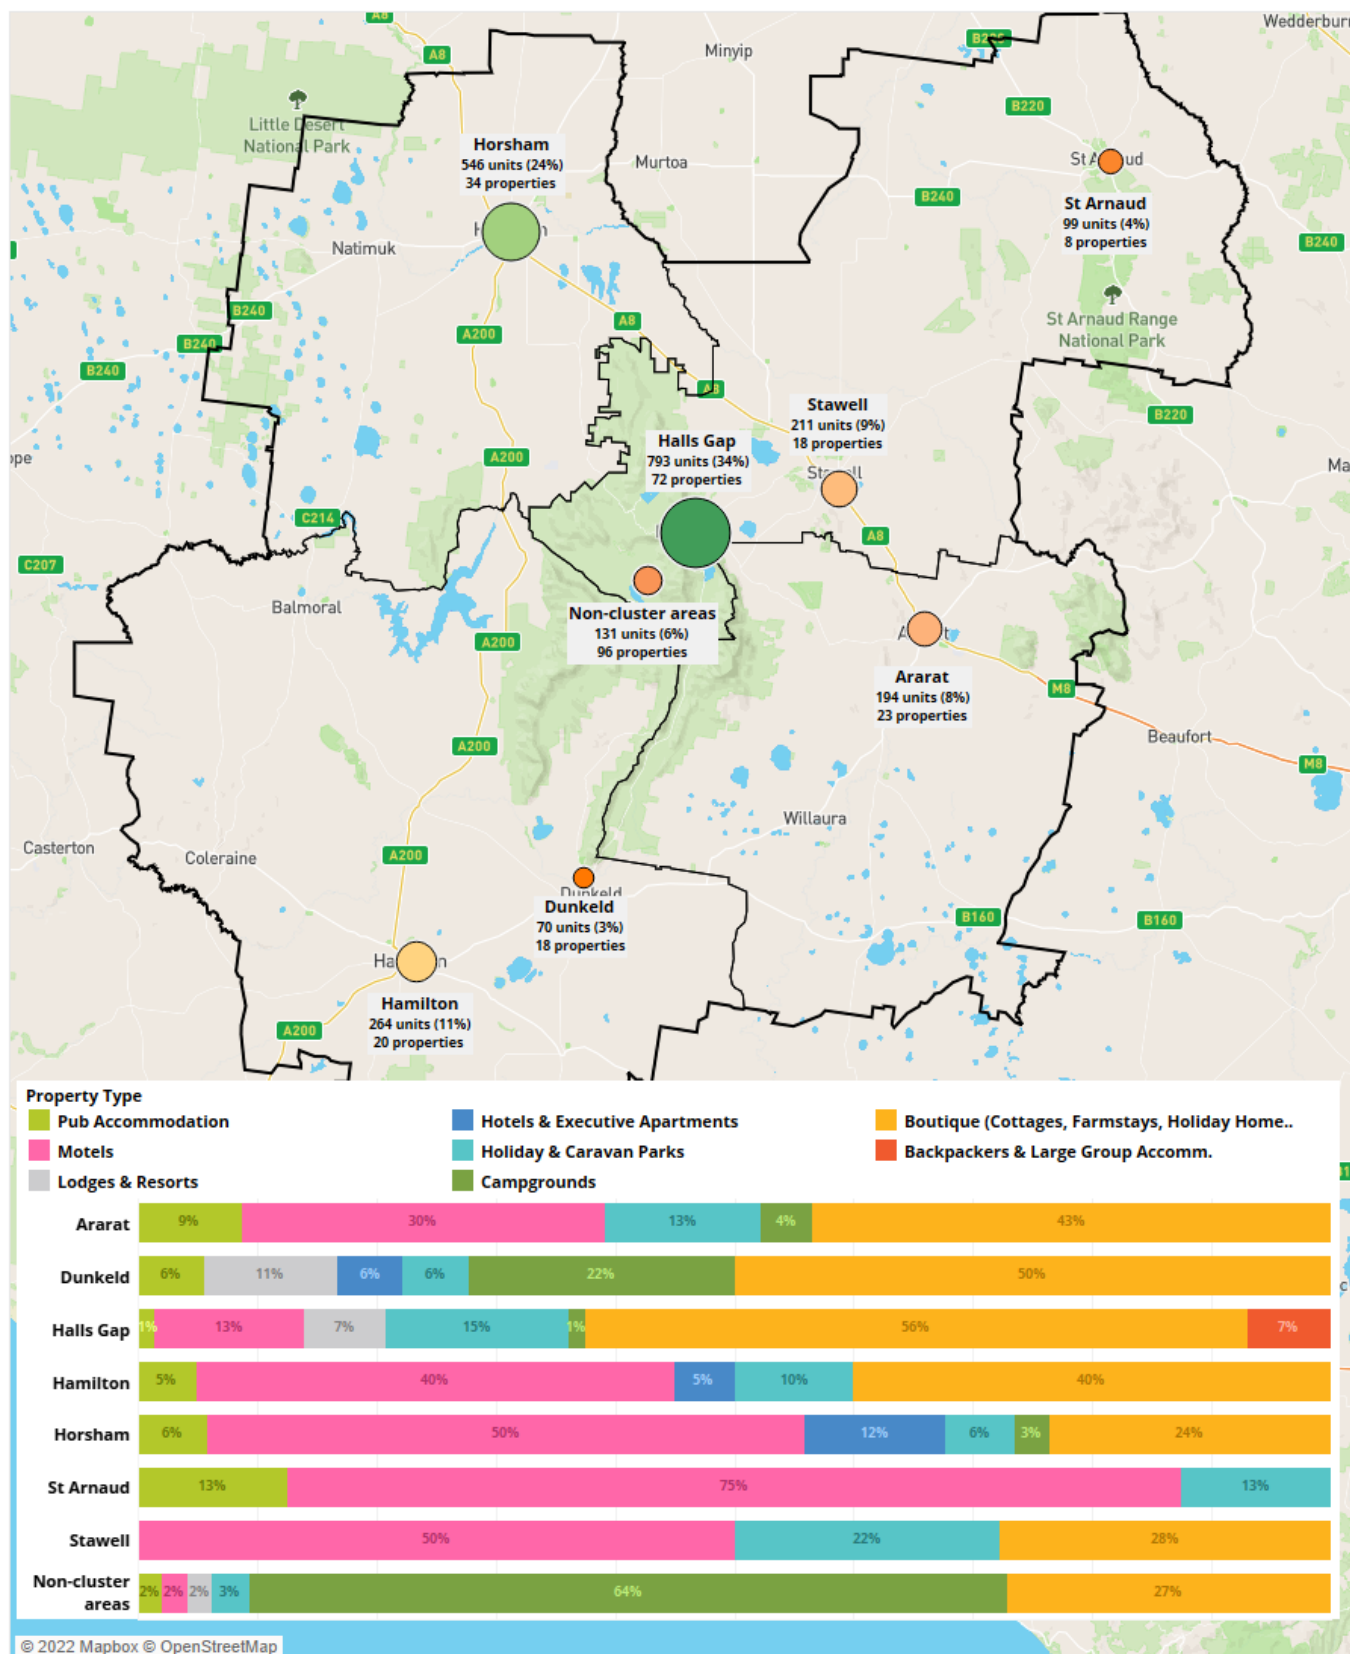 A8
Wedderburn
A8
Minyip
B220
B220
Little Desert
National Park
Horsham
546 units (24%)
34 properties
Murtoa
B240
St Arnaud
99 units (4%)
8 properties
B240
Natimuk
B240
A200
A8
St Arnaud Range
National Park
B240
B240
A8
B220
Stawell
211 units (9%)
18 properties
Halls Gap
793 units (34%)
72 properties
A200
ope
Ma
C214
A8
C207
Balmoral
Non-cluster areas
131 units (6%)
96 properties
A200
Ararat
194 units (8%)
23 properties
M8
A200
Beaufort
M8
Willaura
Casterton
Coleraine
A200
Dunkeld
Dunkeld
70 units (3%)
18 properties
B160
B160
Hamilton
264 units (11%)
20 properties
A200
Property Type
Pub Accommodation
Hotels & Executive Apartments
Boutique (Cottages, Farmstays, Holiday Home..
Motels
Holiday & Caravan Parks
Backpackers & Large Group Accomm.
Lodges & Resorts
Campgrounds
Ararat 9% 30% 13% 4% 43%
Dunkeld 6% 11% 6% 6% 22% 50%
Halls Gap 1% 13% 7% 15% 1% 56% 7%
Hamilton 5% 40% 5% 10% 40%
Horsham 6% 50% 12% 6% 3% 24%
St Arnaud 13% 75% 13%
Stawell 50% 22% 28%
Non-cluster
areas 2% 2% 2% 3% 64% 27%
© 2022 Mapbox © OpenStreetMap